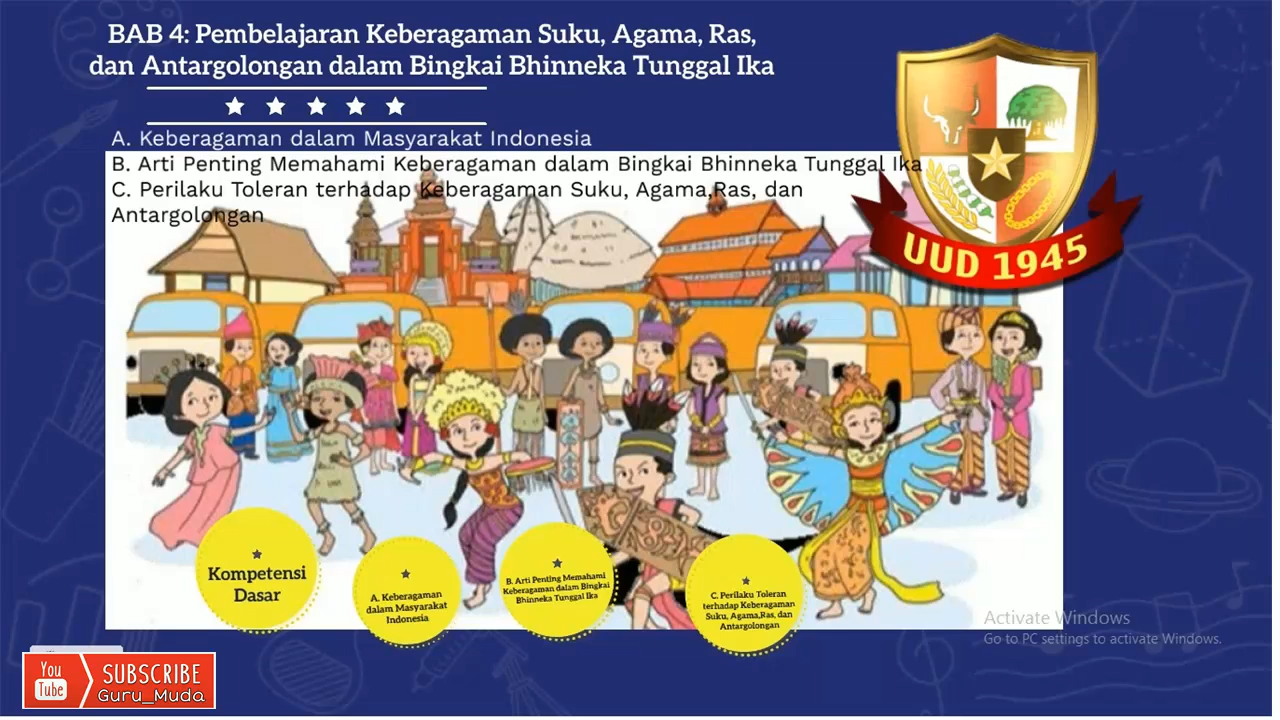 BAB 4: Pembelajaran Keberagaman Suku, Agama, Ras,
dan Antargolongan dalam Bingkai Bhinneka Tunggal Ika
A. Keberagaman dalam Masyarakat Indonesia
B. Arti Penting Memahami Keberagaman dalam Bingkai Bhinneka Tunggal Ika
C. Perilaku Toleran terhadap Keberagaman Suku, Agama,Ras, dan
Antargolongan
UUD 1945
Kompetensi
Dasar
A. Keberagaman
dalam Masyarakat
Indonesia
B. Arti Penting Memahami
Keberagaman dalam Bingkai
Bhinneka Tunggal Ika
C. Perilaku Toleran
terhadap Keberagaman
Suku, Agama,Ras, dan
Antargolongan
Activate Windows
Go to PC settings to activate Windows.
You
Tube
SUBSCRIBE
Guru_Muda